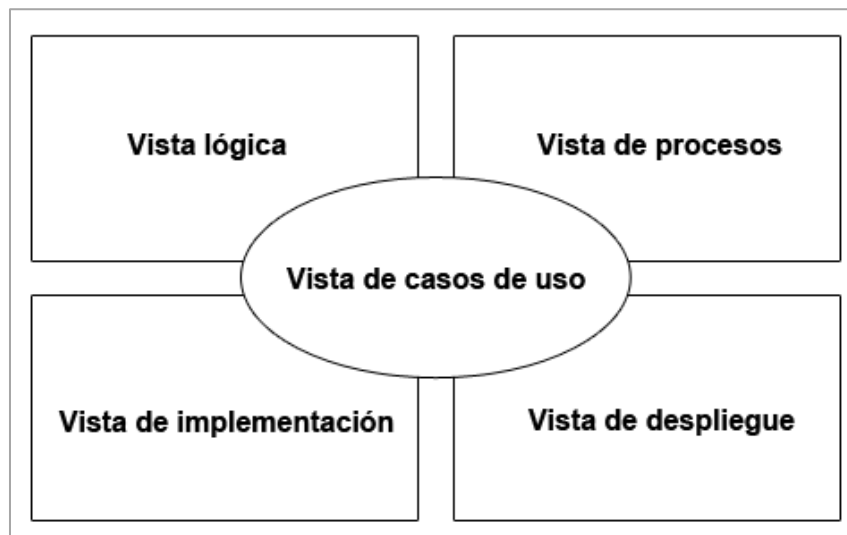 Vista lógica
Vista de procesos
Vista de casos de uso
Vista de implementación
Vista de despliegue